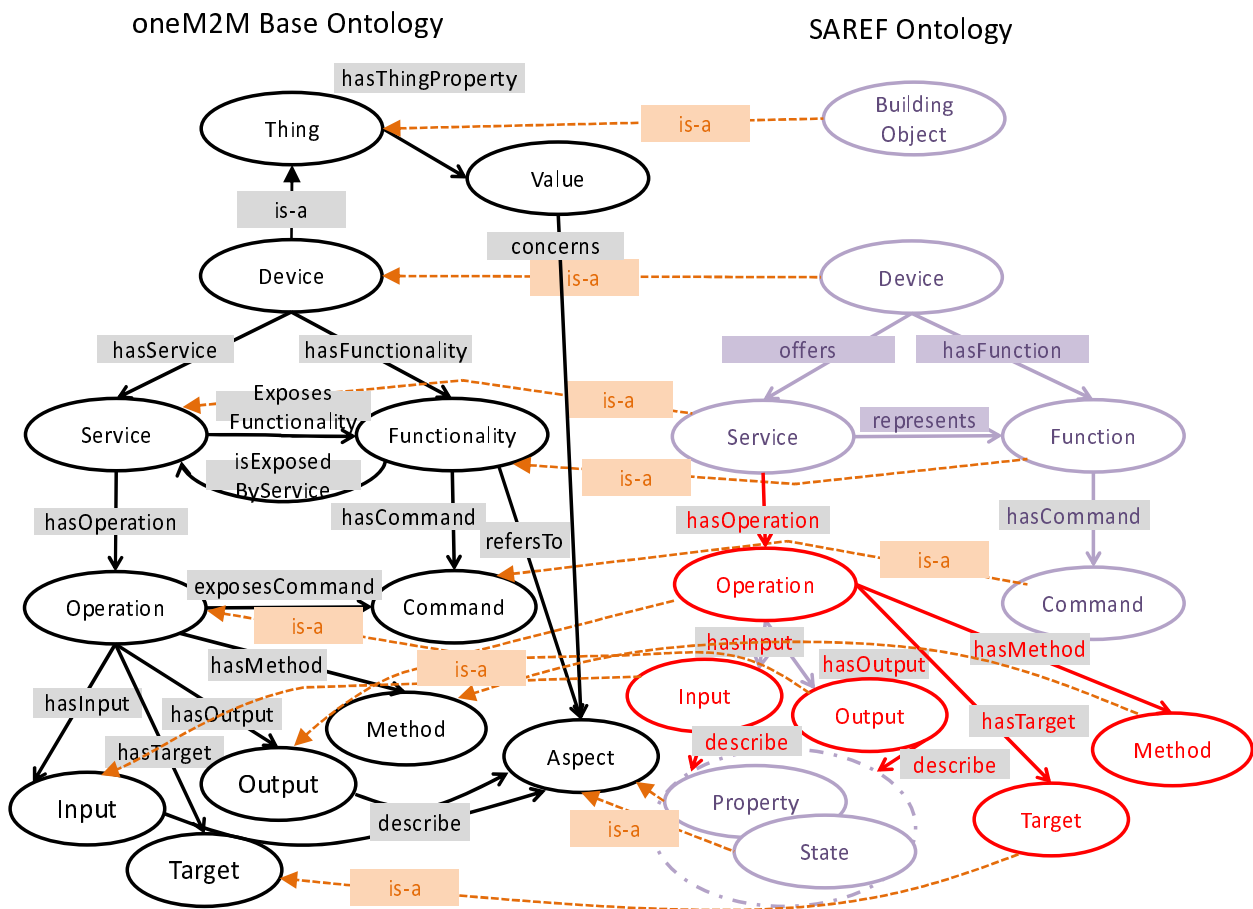 oneM2M Base Ontology
SAREF Ontology
hasThingProperty
Thing
is-a
Building
Object
Value
is-a
concerns
Device
is-a
Device
hasService
hasFunctionality
offers
hasFunction
Exposes
Functionality
is-a
represents
Service
Functionality
Service
Function
isExposed
ByService
is-a
hasOperation
hasCommand
refersTo
hasOperation
hasCommand
is-a
Operation
exposesCommand
Command
Operation
Command
is-a
hasMethod
is-a
hasInput
hasOutput
hasMethod
hasInput
hasOutput
hasTarget
Method
Input
Output
hasTarget
Method
describe
describe
Aspect
Output
Input
Property
Target
describe
is-a
State
Target
is-a